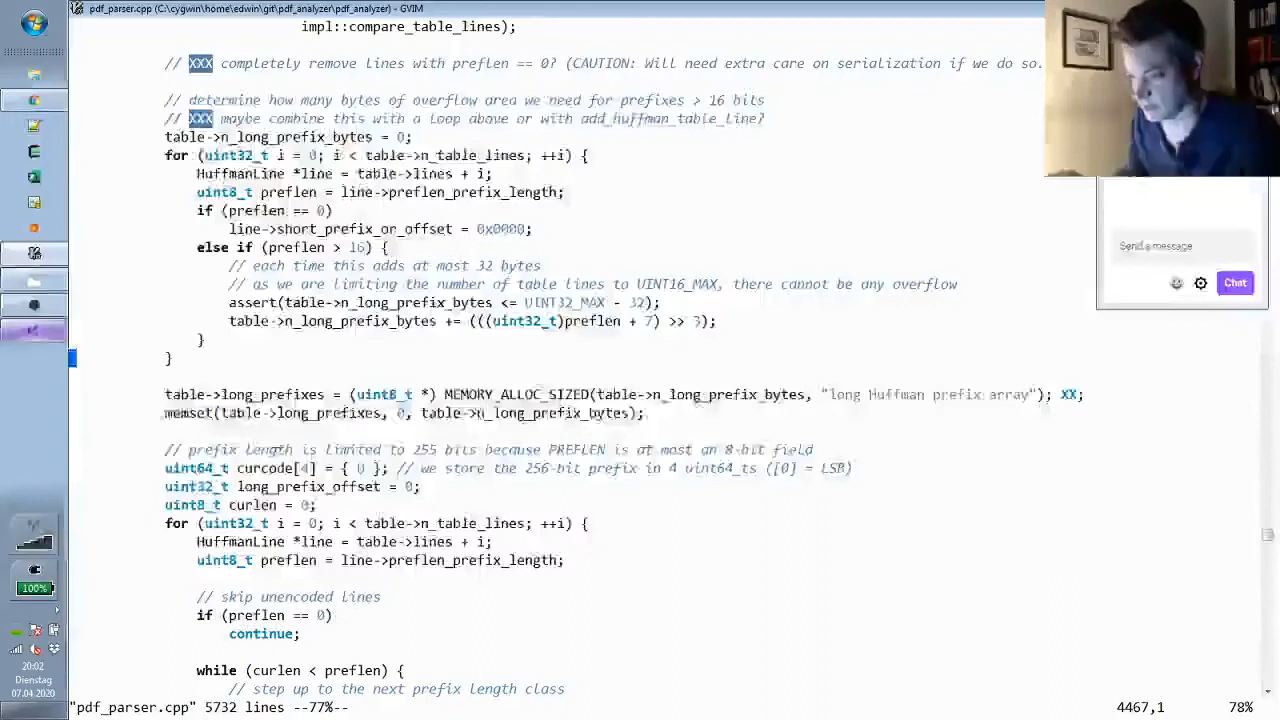 pdf_parser.cpp (C:\cygwin\home\edwin\git\pdf_analyzer\pdf_analyzer) - GVIM
impl::compare_table_lines);
// XXX completely remove lines with preflen == 0? (CAUTION: Will need extra care on serialization if we do so.
// determine how many bytes of overflow area we need for prefixes > 16 bits
// XXX maybe combine this with a loop above or with add_huffman_table_line?
table->n_long_prefix_bytes = 0;
for (uint32_t i = 0; i < table->n_table_lines; ++i) {
HuffmanLine *line = table->lines + i;
uint8_t preflen = line->preflen_prefix_length;
if (preflen == 0)
line->short_prefix_or_offset = 0x0000;
else if (preflen > 16) {
// each time this adds at most 32 bytes
// as we are limiting the number of table lines to UINT16_MAX, there cannot be any overflow
assert(table->n_long_prefix_bytes <= UINT32_MAX - 32);
table->n_long_prefix_bytes += (((uint32_t)preflen + 7) >> 3);
}
}
table->long_prefixes = (uint8_t *) MEMORY_ALLOC_SIZED(table->n_long_prefix_bytes, "long Huffman prefix array"); XX;
memset(table->long_prefixes, 0, table->n_long_prefix_bytes);
// prefix length is limited to 255 bits because PREFLEN is at most an 8-bit field
uint64_t curcode[4] = { 0 }; // we store the 256-bit prefix in 4 uint64_ts ([0] = LSB)
uint32_t long_prefix_offset = 0;
uint8_t curlen = 0;
for (uint32_t i = 0; i < table->n_table_lines; ++i) {
HuffmanLine *line = table->lines + i;
uint8_t preflen = line->preflen_prefix_length;
// skip unencoded lines
if (preflen == 0)
continue;
while (curlen < preflen) {
// step up to the next prefix length class
"pdf_parser.cpp" 5732 lines --77%-- 4467,1 78%
Send a message
Chat
100%
20:02
Dienstag
07.04.2020